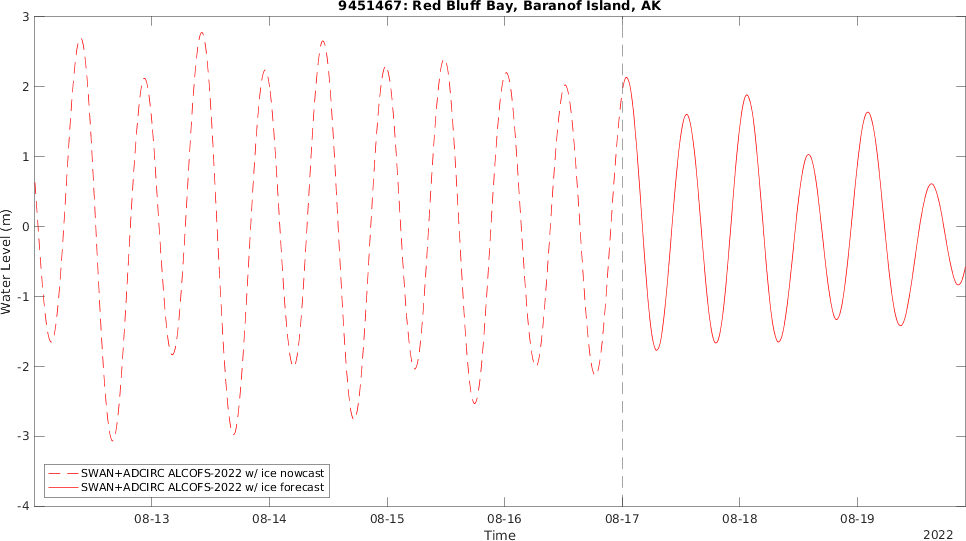 9451467: Red Bluff Bay, Baranof Island, AK
3
2
1
0
-1
-2
-3
-4
Water Level (m)
SWAN+ADCIRC ALCOFS-2022 w/ ice nowcast
SWAN+ADCIRC ALCOFS-2022 w/ ice forecast
08-13 08-14 08-15 08-16 08-17 08-18 08-19
Time
2022